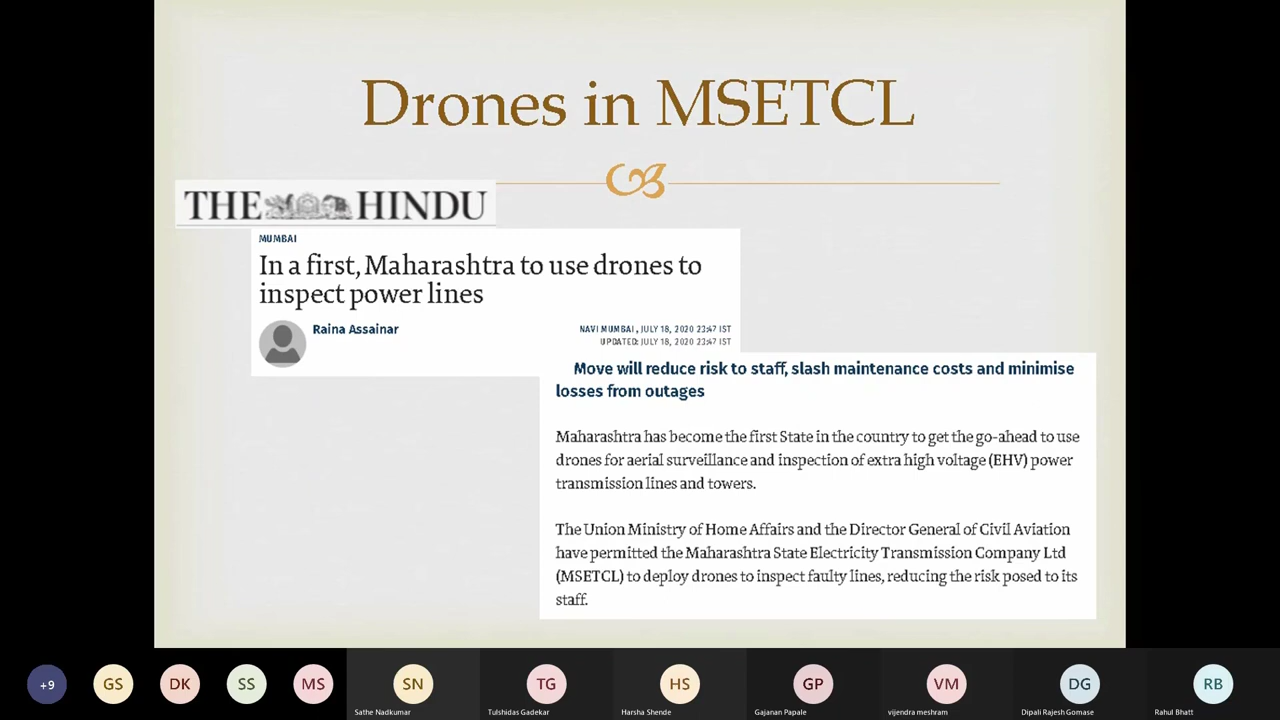 Drones in MSETCL
THE HINDU
MUMBAI
In a first, Maharashtra to use drones to
inspect power lines
Raina Assainar
NAVI MUMBAI, JULY 18, 2020 23:47 IST
UPDATED: JULY 18, 2020 23:47 IST
Move will reduce risk to staff, slash maintenance costs and minimise
losses from outages
Maharashtra has become the first State in the country to get the go-ahead to use
drones for aerial surveillance and inspection of extra high voltage (EHV) power
transmission lines and towers.
The Union Ministry of Home Affairs and the Director General of Civil Aviation
have permitted the Maharashtra State Electricity Transmission Company Ltd
(MSETCL) to deploy drones to inspect faulty lines, reducing the risk posed to its
staff.
+9 GS DK SS MS SN TG HS GP VM DG RB
Sathe Nadkumar Tulshidas Gadekar Harsha Shende Gajanan Papale vijendra meshram Dipali Rajesh Gomase Rahul Bhatt